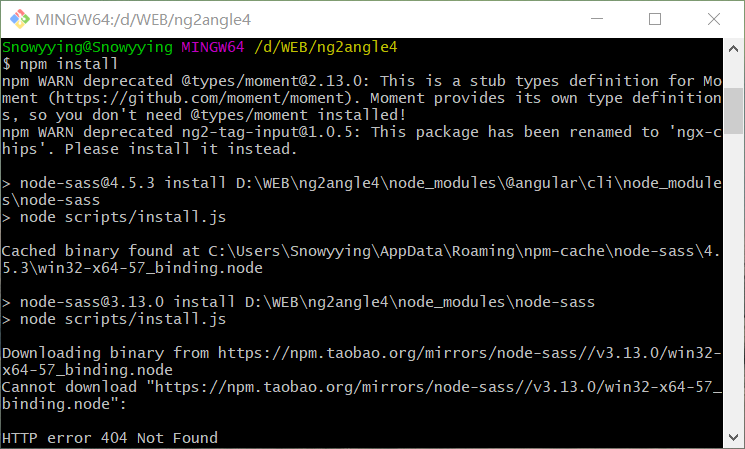 MINGW64:/d/WEB/ng2angle4
Snowyying@Snowyying MINGW64 /d/WEB/ng2angle4
$ npm install
npm WARN deprecated @types/moment@2.13.0: This is a stub types definition for Mo
ment (https://github.com/moment/moment). Moment provides its own type definition
s, so you don't need @types/moment installed!
npm WARN deprecated ng2-tag-input@1.0.5: This package has been renamed to 'ngx-c
hips'. Please install it instead.
> node-sass@4.5.3 install D:\WEB\ng2angle4\node_modules\@angular\cli\node_module
s\node-sass
> node scripts/install.js
Cached binary found at C:\Users\Snowyying\AppData\Roaming\npm-cache\node-sass\4.
5.3\win32-x64-57_binding.node
> node-sass@3.13.0 install D:\WEB\ng2angle4\node_modules\node-sass
> node scripts/install.js
Downloading binary from https://npm.taobao.org/mirrors/node-sass//v3.13.0/win32-
x64-57_binding.node
Cannot download "https://npm.taobao.org/mirrors/node-sass//v3.13.0/win32-x64-57_
binding.node":
HTTP error 404 Not Found